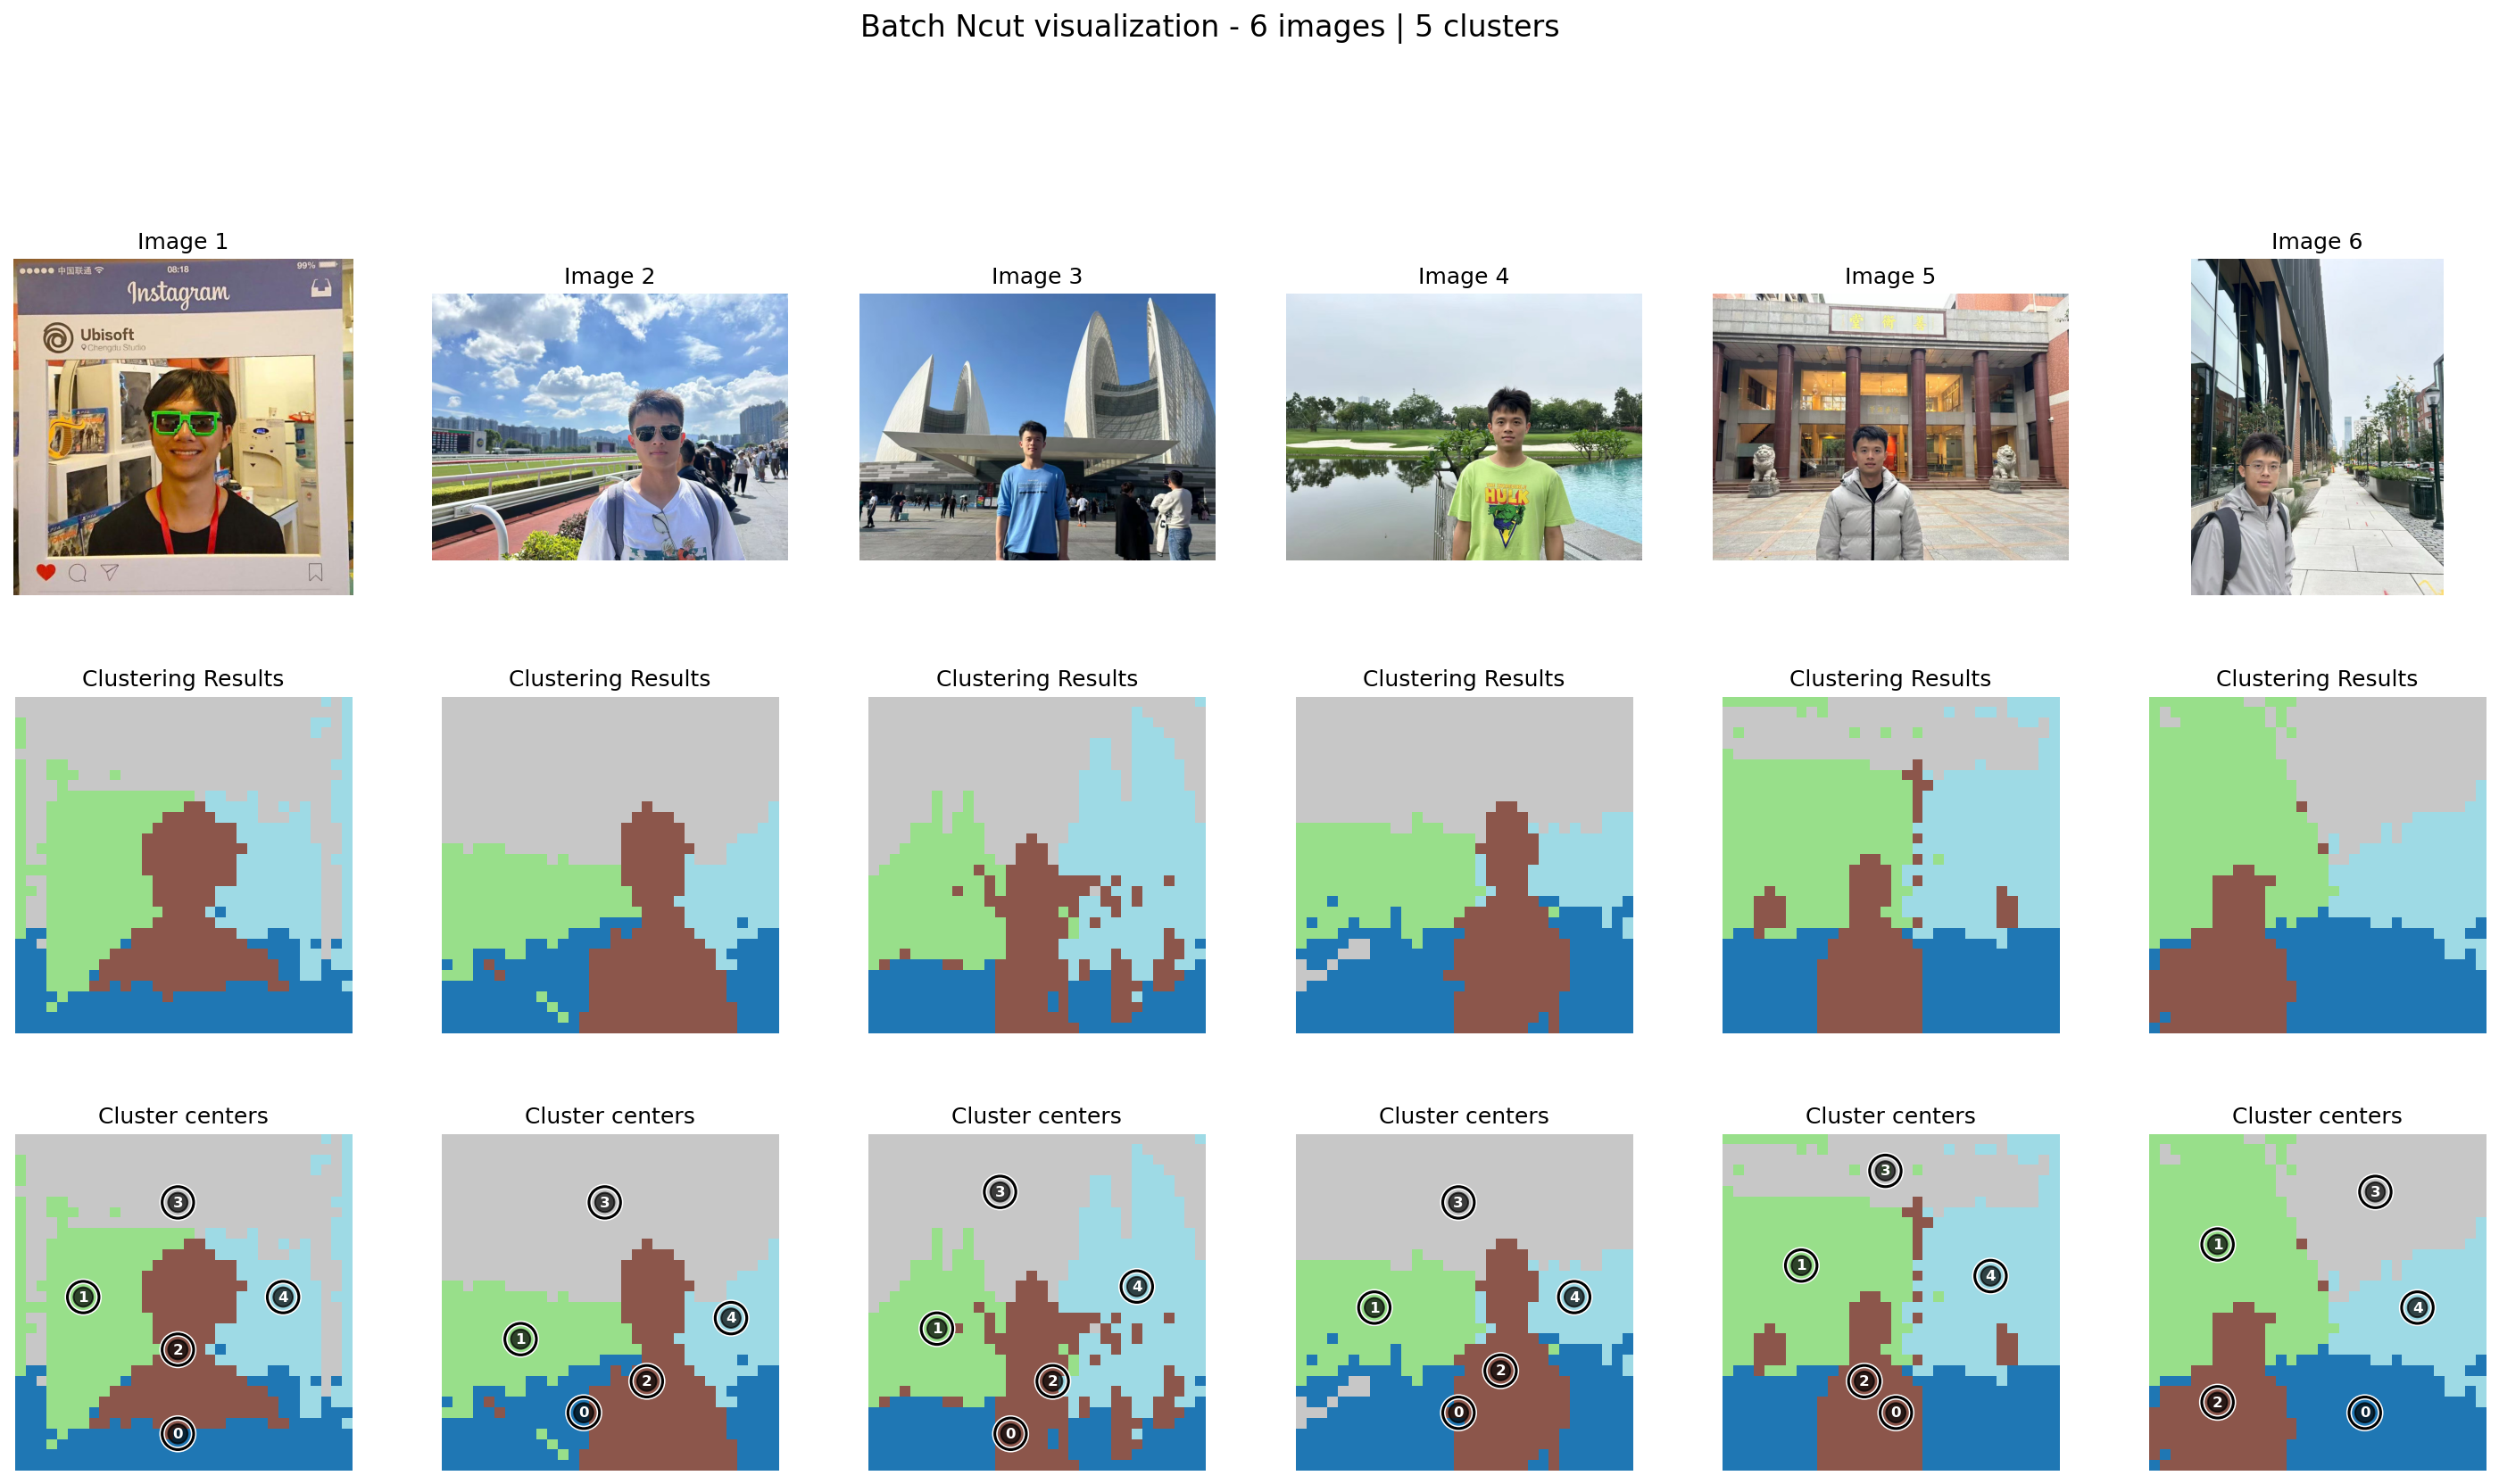 Batch Ncut visualization - 6 images | 5 clusters
Image 1
Image 2
Image 3
Image 4
Image 5
Image 6
中国联通
08:18
99%
Instagram
Ubisoft
Chengdu Studio
HULK
Clustering Results
Clustering Results
Clustering Results
Clustering Results
Clustering Results
Clustering Results
Cluster centers
Cluster centers
Cluster centers
Cluster centers
Cluster centers
Cluster centers
3
1
4
2
0
3
4
1
2
0
3
4
1
2
0
3
4
1
2
0
3
1
4
2
0
3
1
4
2
0